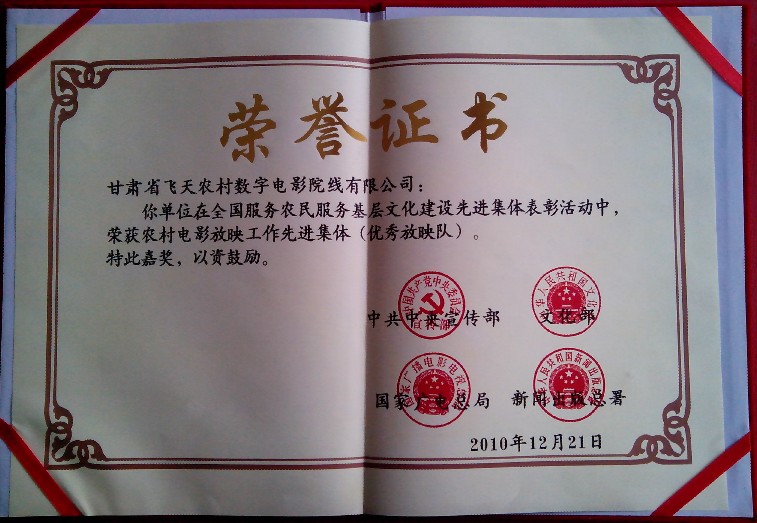 荣誉证书
甘肃省飞天农村数字电影院线有限公司：
你单位在全国服务农民服务基层文化建设先进集体表彰活动中，
荣获农村电影放映工作先进集体（优秀放映队）。
特此嘉奖，以资鼓励。
中共中央宣传部 文化部
国家广电总局 新闻出版总署
2010年12月21日